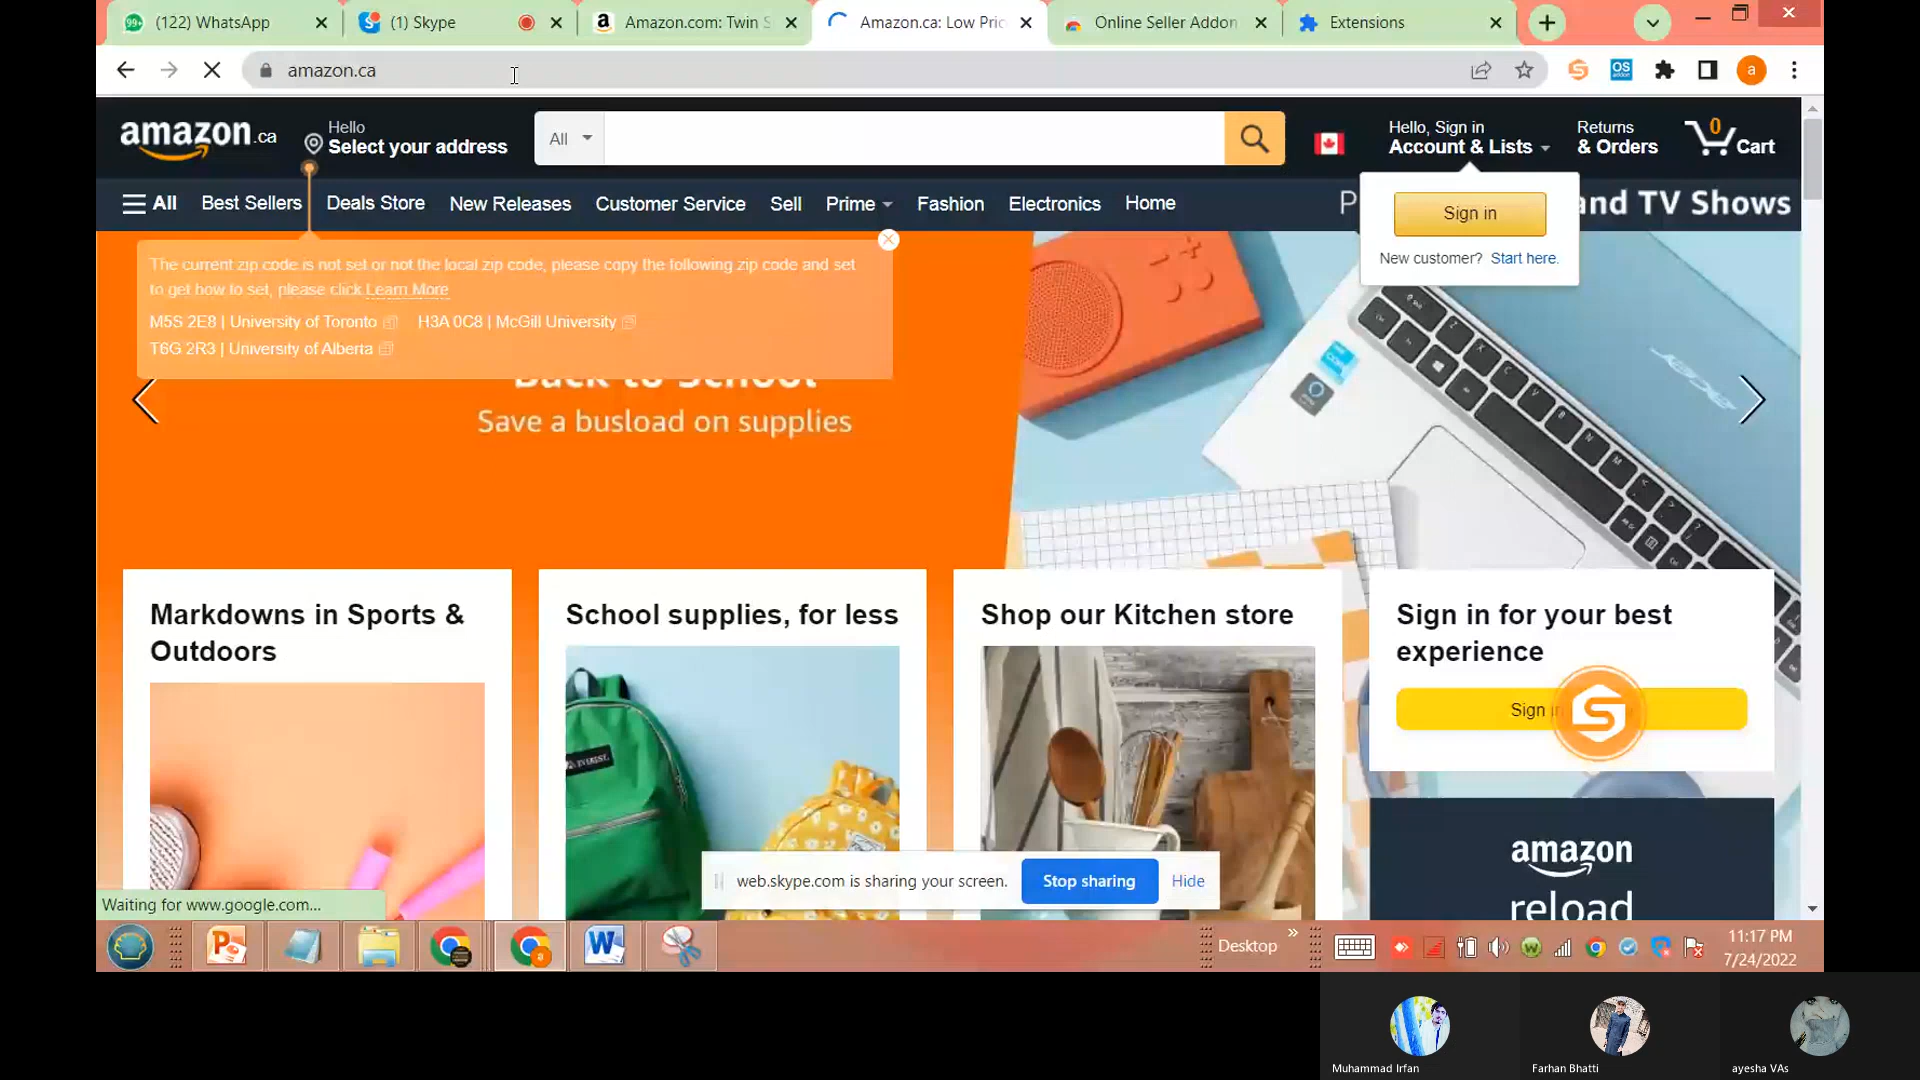 99+
(122) WhatsApp
(1) Skype
Amazon.com: Twin S
Amazon.ca: Low Pric
Online Seller Addon
Extensions
amazon.ca
OS
a
amazon.ca
Hello
Select your address
All
Hello, Sign in
Account & Lists
Returns
& Orders
0
Cart
All
Best Sellers
Deals Store
New Releases
Customer Service
Sell
Prime
Fashion
Electronics
Home
P
and TV Shows
Sign in
New customer? Start here.
The current zip code is not set or not the local zip code, please copy the following zip code and set
to get how to set, please click Learn More
M5S 2E8 | University of Toronto
H3A 0C8 | McGill University
T6G 2R3 | University of Alberta
Back to School
Save a busload on supplies
Markdowns in Sports &
Outdoors
School supplies, for less
Shop our Kitchen store
Sign in for your best
experience
Sign in
EVEREST
amazon
reload
web.skype.com is sharing your screen.
Stop sharing
Hide
Waiting for www.google.com...
Desktop
11:17 PM
7/24/2022
Muhammad Irfan
Farhan Bhatti
ayesha VAs